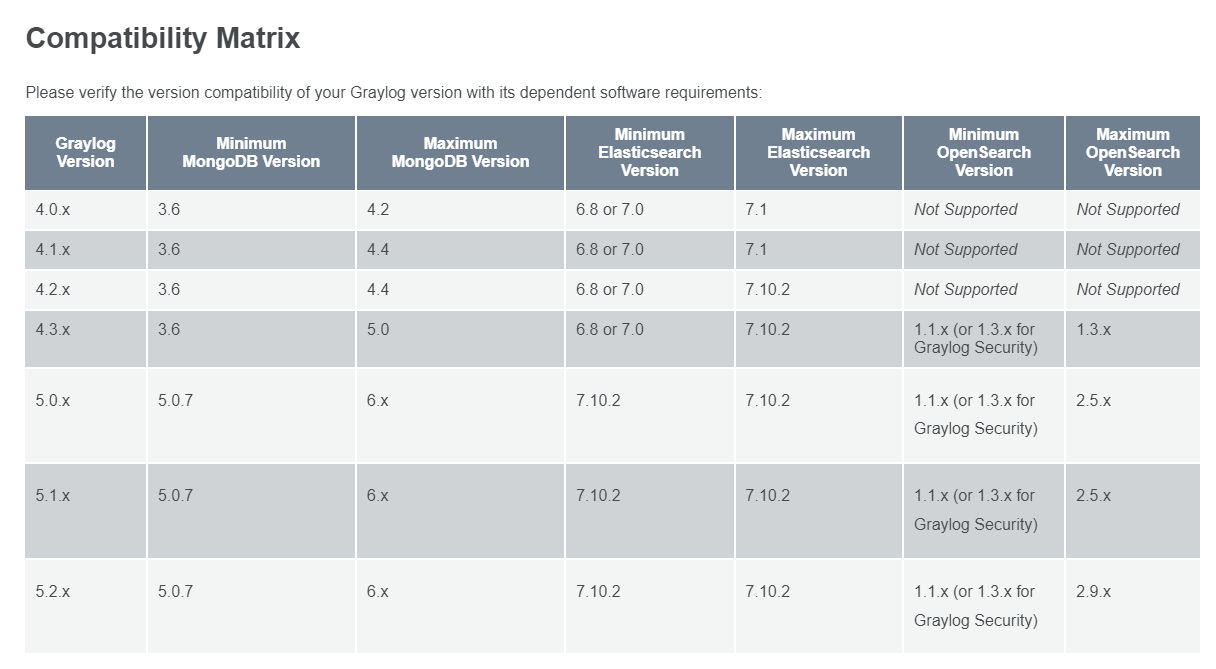 Compatibility Matrix
Please verify the version compatibility of your Graylog version with its dependent software requirements:
Graylog Version | Minimum MongoDB Version | Maximum MongoDB Version | Minimum Elasticsearch Version | Maximum Elasticsearch Version | Minimum OpenSearch Version | Maximum OpenSearch Version
4.0.x | 3.6 | 4.2 | 6.8 or 7.0 | 7.1 | Not Supported | Not Supported
4.1.x | 3.6 | 4.4 | 6.8 or 7.0 | 7.1 | Not Supported | Not Supported
4.2.x | 3.6 | 4.4 | 6.8 or 7.0 | 7.10.2 | Not Supported | Not Supported
4.3.x | 3.6 | 5.0 | 6.8 or 7.0 | 7.10.2 | 1.1.x (or 1.3.x for Graylog Security) | 1.3.x
5.0.x | 5.0.7 | 6.x | 7.10.2 | 7.10.2 | 1.1.x (or 1.3.x for Graylog Security) | 2.5.x
5.1.x | 5.0.7 | 6.x | 7.10.2 | 7.10.2 | 1.1.x (or 1.3.x for Graylog Security) | 2.5.x
5.2.x | 5.0.7 | 6.x | 7.10.2 | 7.10.2 | 1.1.x (or 1.3.x for Graylog Security) | 2.9.x